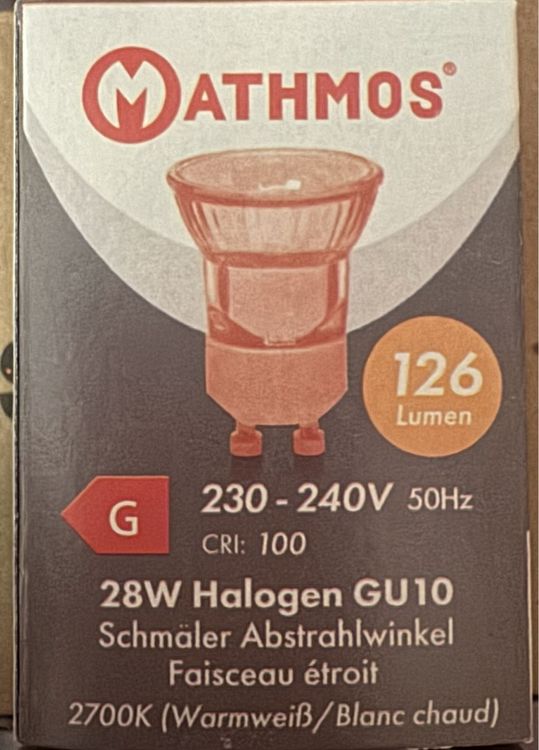 MATHMOS®
126
Lumen
G
230 - 240V 50Hz
CRI: 100
28W Halogen GU10
Schmäler Abstrahlwinkel
Faisceau étroit
2700K (Warmweiß/Blanc chaud)